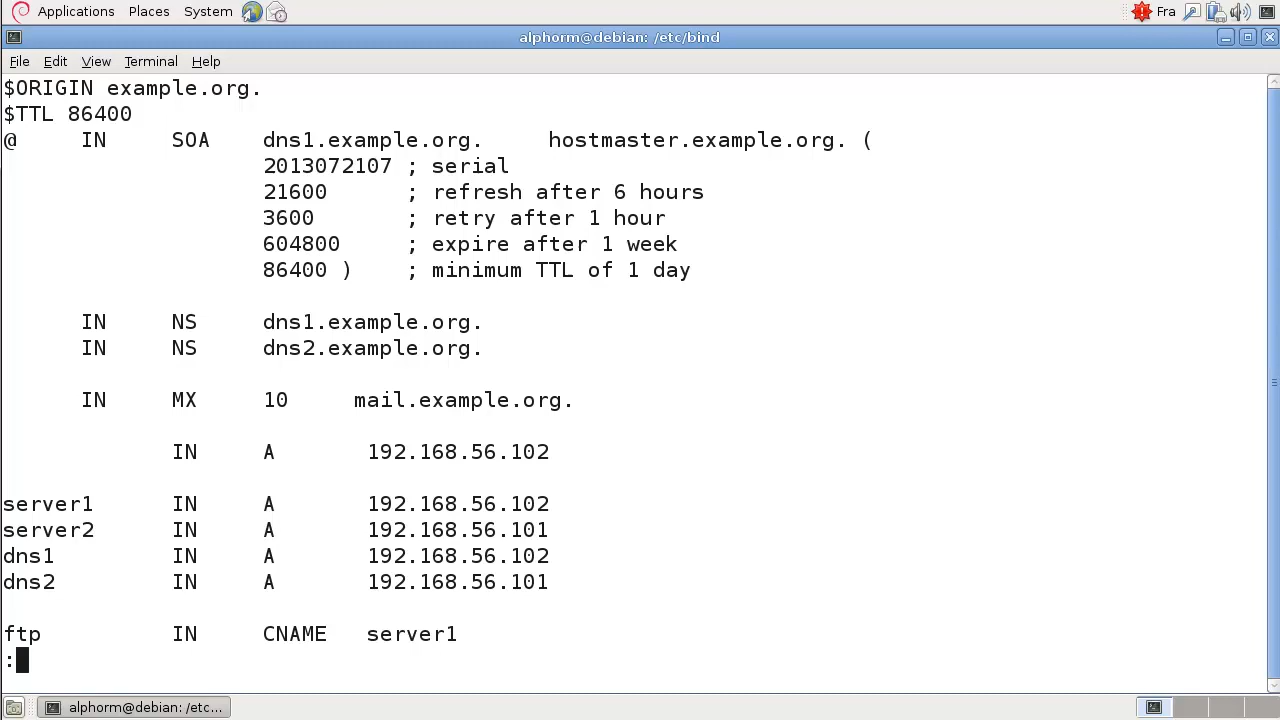 Applications Places System Fra
alphorm@debian: /etc/bind
File Edit View Terminal Help
$ORIGIN example.org.
$TTL 86400
@ IN SOA dns1.example.org. hostmaster.example.org. (
2013072107 ; serial
21600 ; refresh after 6 hours
3600 ; retry after 1 hour
604800 ; expire after 1 week
86400 ) ; minimum TTL of 1 day
IN NS dns1.example.org.
IN NS dns2.example.org.
IN MX 10 mail.example.org.
IN A 192.168.56.102
server1 IN A 192.168.56.102
server2 IN A 192.168.56.101
dns1 IN A 192.168.56.102
dns2 IN A 192.168.56.101
ftp IN CNAME server1
:
alphorm@debian: /etc...